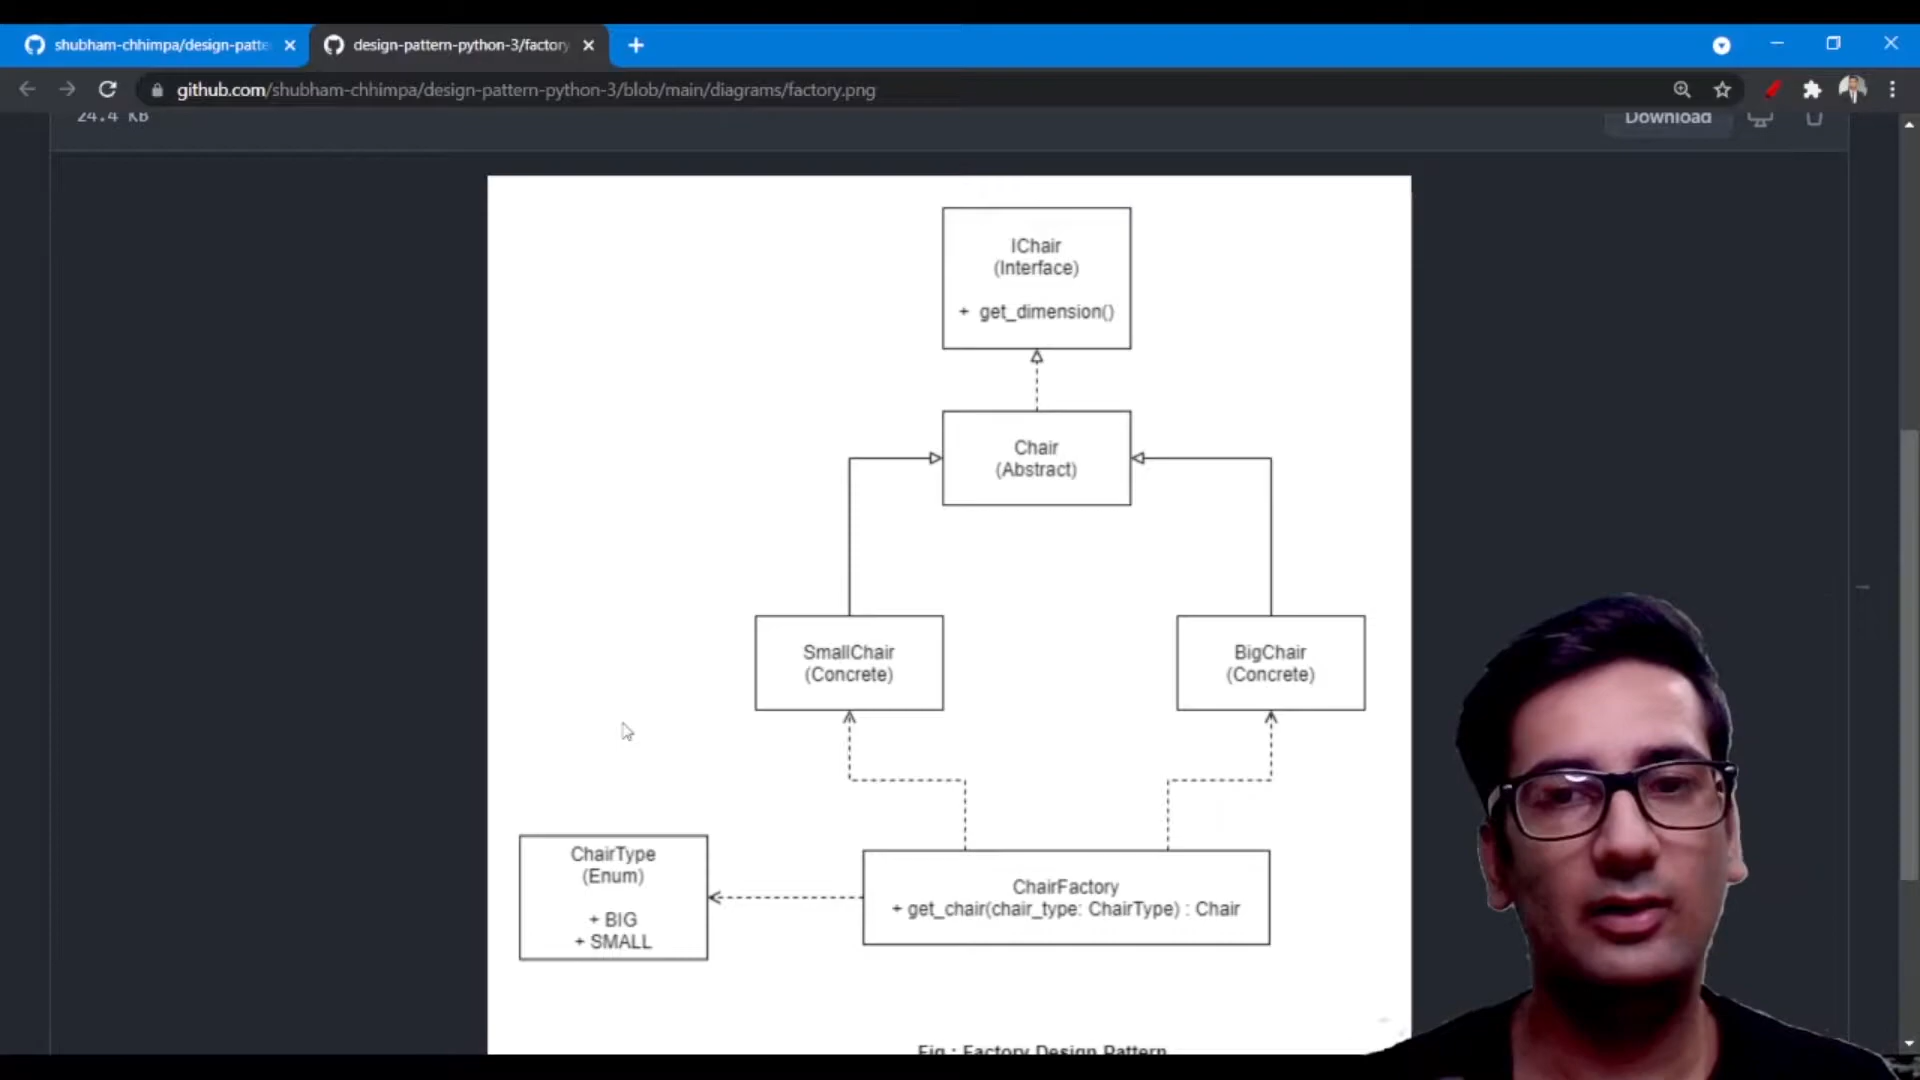 shubham-chhimpa/design-patte
design-pattern-python-3/factory
github.com/shubham-chhimpa/design-pattern-python-3/blob/main/diagrams/factory.png
24.4 KB
Download
IChair
(Interface)
+ get_dimension()
Chair
(Abstract)
SmallChair
(Concrete)
BigChair
(Concrete)
ChairType
(Enum)
+ BIG
+ SMALL
ChairFactory
+ get_chair(chair_type: ChairType) : Chair
Fig : Factory Design Pattern